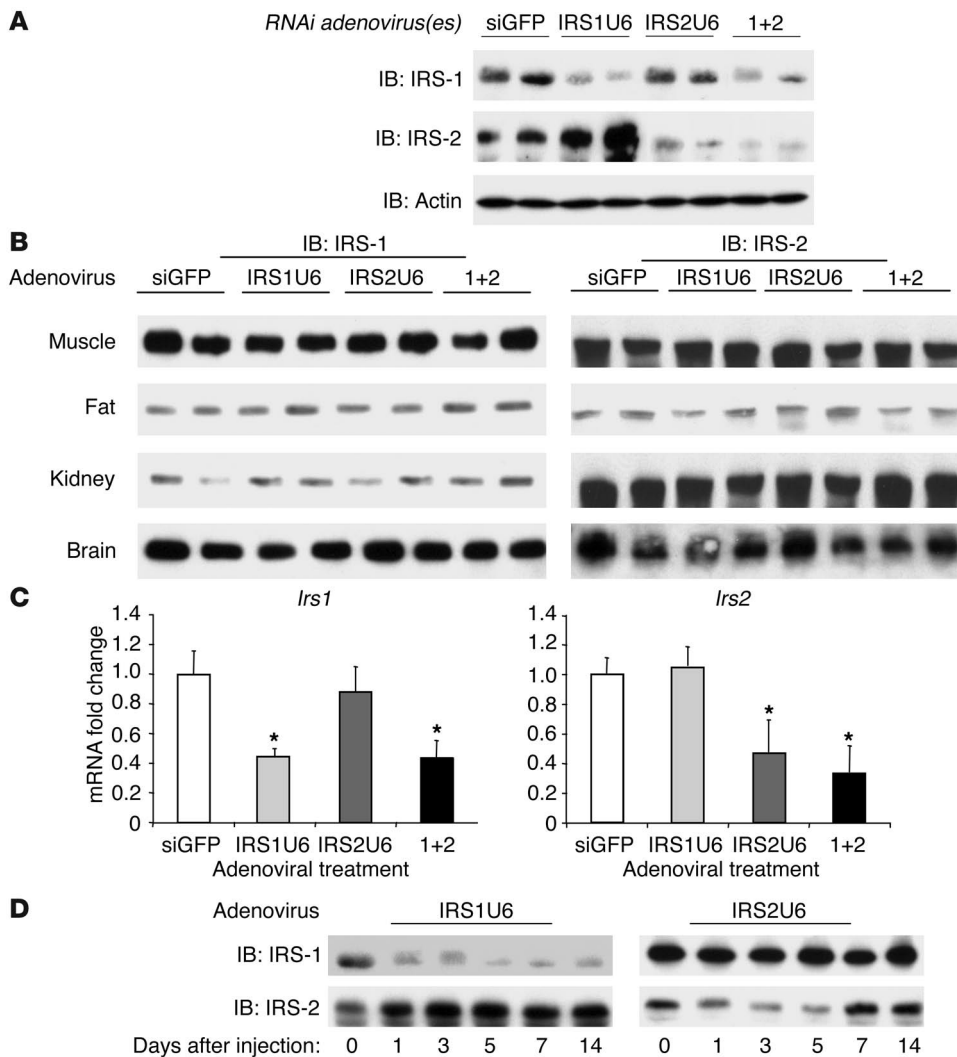 A
RNAi adenovirus(es) siGFP IRS1U6 IRS2U6 1+2
IB: IRS-1
IB: IRS-2
IB: Actin
B
IB: IRS-1 IB: IRS-2
Adenovirus siGFP IRS1U6 IRS2U6 1+2 siGFP IRS1U6 IRS2U6 1+2
Muscle
Fat
Kidney
Brain
C
Irs1
mRNA fold change
1.4
1.2
1.0
0.8
0.6
0.4
0.2
0
* *
siGFP IRS1U6 IRS2U6 1+2
Adenoviral treatment
Irs2
1.4
1.2
1.0
0.8
0.6
0.4
0.2
0
* *
siGFP IRS1U6 IRS2U6 1+2
Adenoviral treatment
D
Adenovirus IRS1U6 IRS2U6
IB: IRS-1
IB: IRS-2
Days after injection: 0 1 3 5 7 14 0 1 3 5 7 14